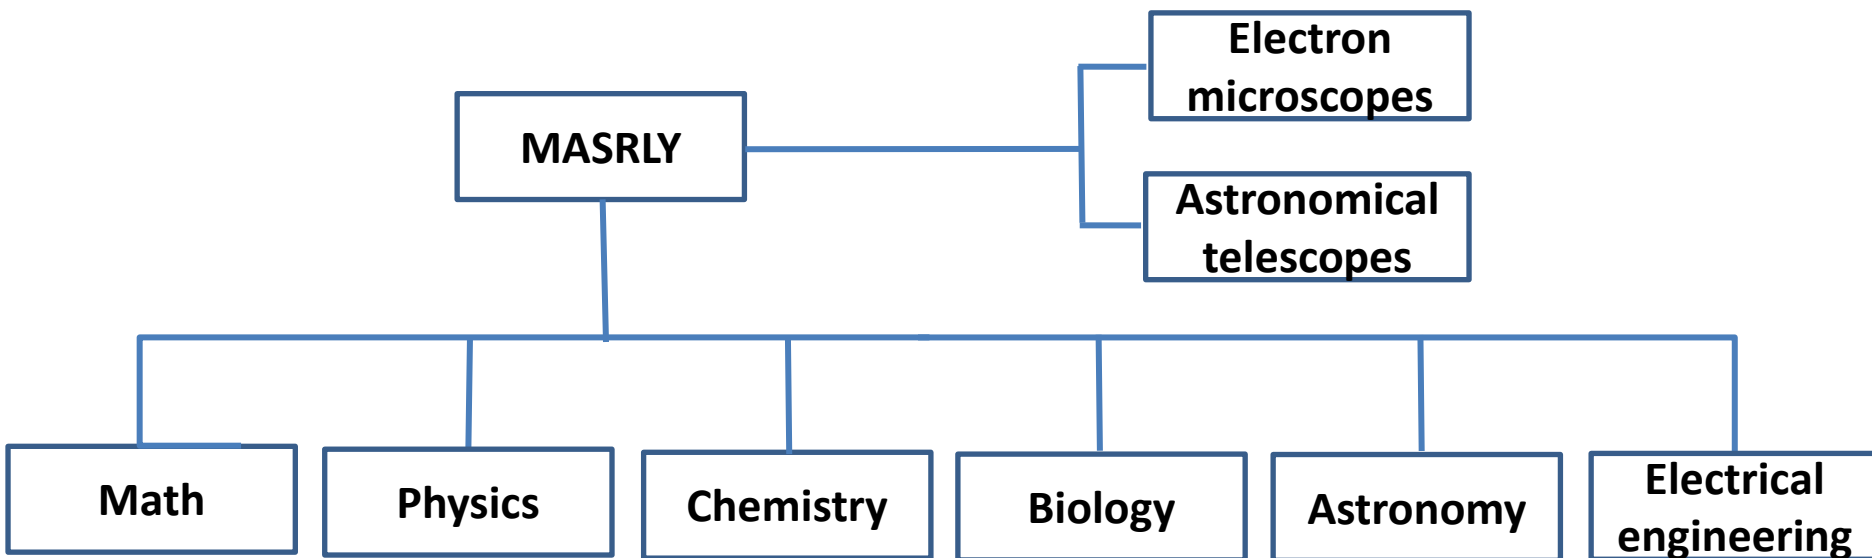 Electron
microscopes
MASRLY
Astronomical
telescopes
Math
Physics
Chemistry
Biology
Astronomy
Electrical
engineering